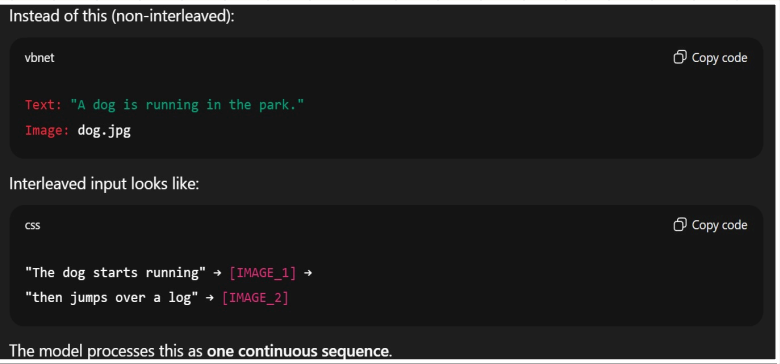 Instead of this (non-interleaved):
vbnet
Copy code
Text: "A dog is running in the park."
Image: dog.jpg
Interleaved input looks like:
css
Copy code
"The dog starts running" → [IMAGE_1] →
"then jumps over a log" → [IMAGE_2]
The model processes this as one continuous sequence.